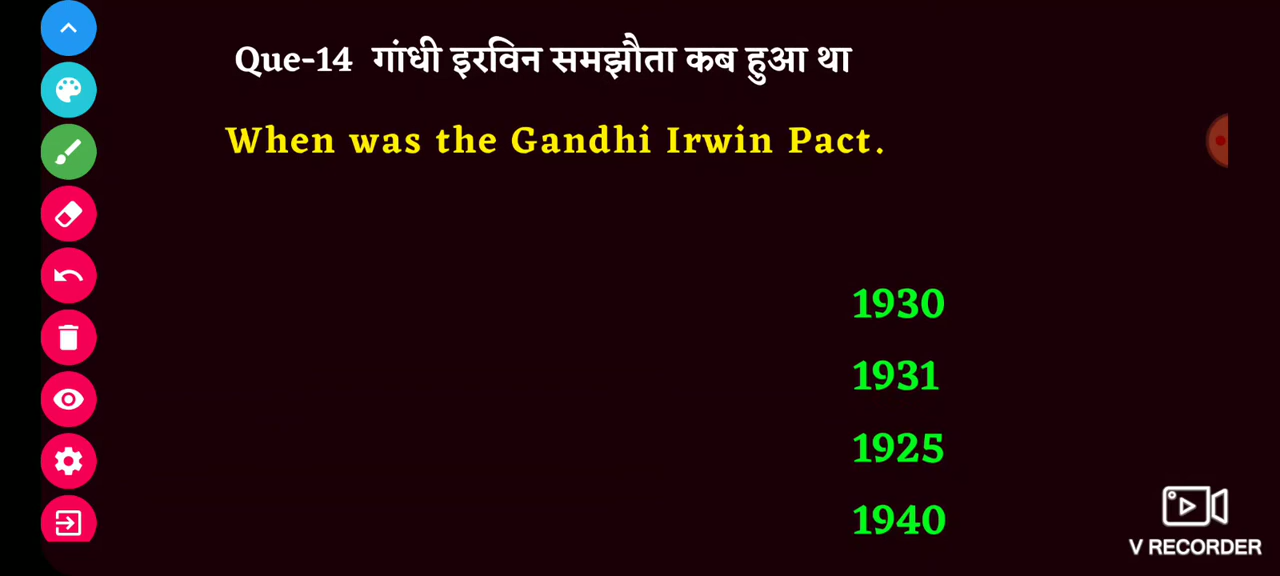 Que-14 गांधी इरविन समझौता कब हुआ था
When was the Gandhi Irwin Pact.
1930
1931
1925
1940
V RECORDER